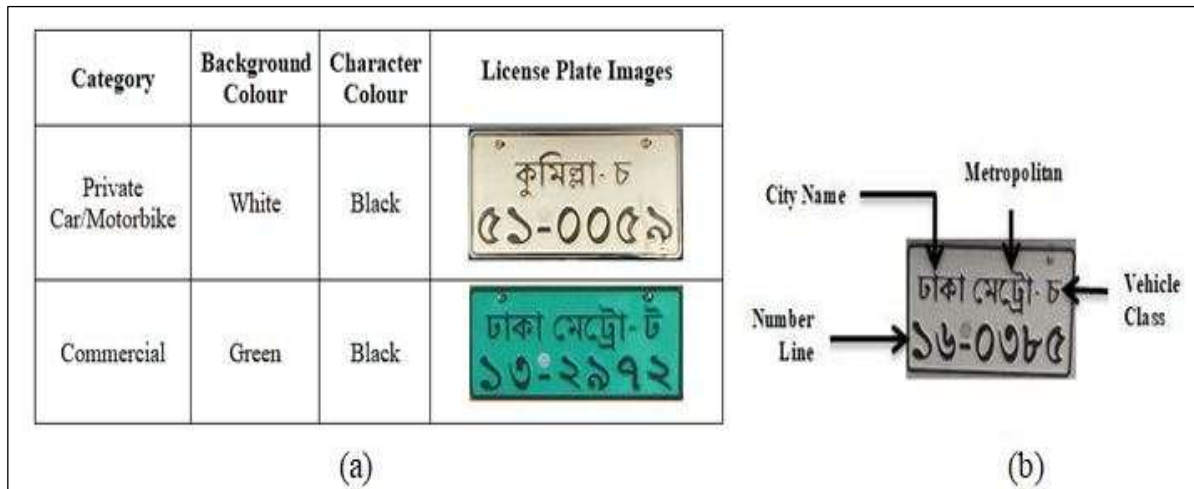 Category
Background Colour
Character Colour
License Plate Images
Private Car/Motorbike
White
Black
কুমিল্লা- চ
৫১-০০৫৯
Commercial
Green
Black
ঢাকা মেট্রো- ট
১৩-২৯৭২
(a)
City Name
Metropolitan
ঢাকা মেট্রো- চ
১৬-০৩৮৫
Vehicle Class
Number Line
(b)